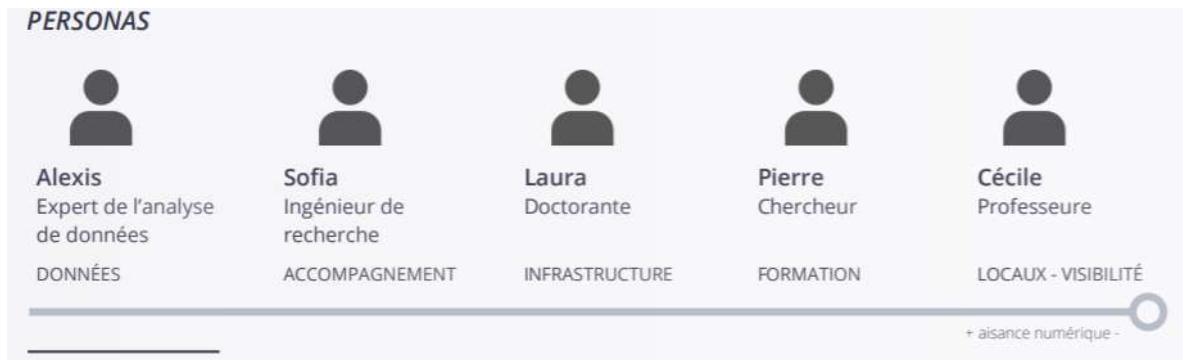 PERSONAS
Alexis
Expert de l'analyse
de données
DONNÉES
Sofia
Ingénieur de
recherche
ACCOMPAGNEMENT
Laura
Doctorante
INFRASTRUCTURE
Pierre
Chercheur
FORMATION
Cécile
Professeure
LOCAUX - VISIBILITÉ
+ aisance numérique -